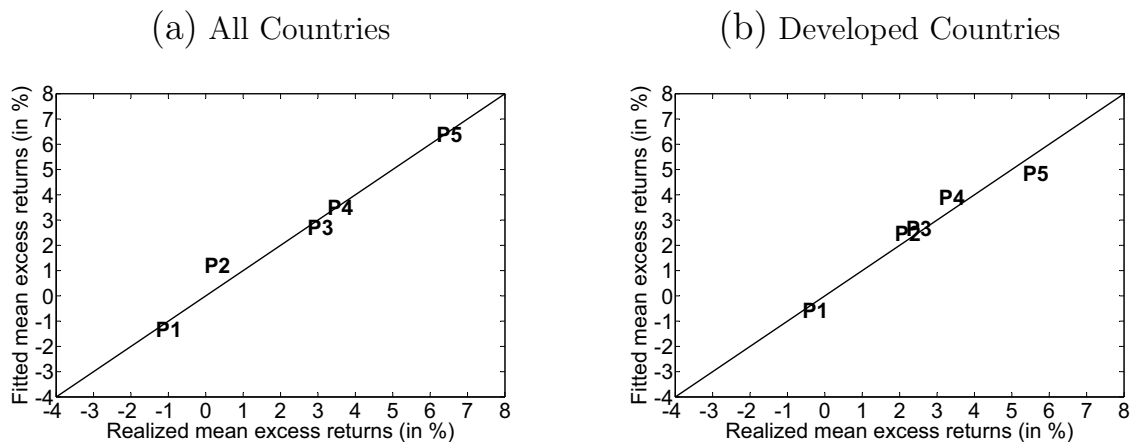 (a) All Countries
8
7
6
5
4
3
2
1
0
-1
-2
-3
-4
Fitted mean excess returns (in %)
P5
P4
P3
P2
P1
-4 -3 -2 -1 0 1 2 3 4 5 6 7 8
Realized mean excess returns (in %)
(b) Developed Countries
8
7
6
5
4
3
2
1
0
-1
-2
-3
-4
Fitted mean excess returns (in %)
P5
P4
P3
P2
P1
-4 -3 -2 -1 0 1 2 3 4 5 6 7 8
Realized mean excess returns (in %)